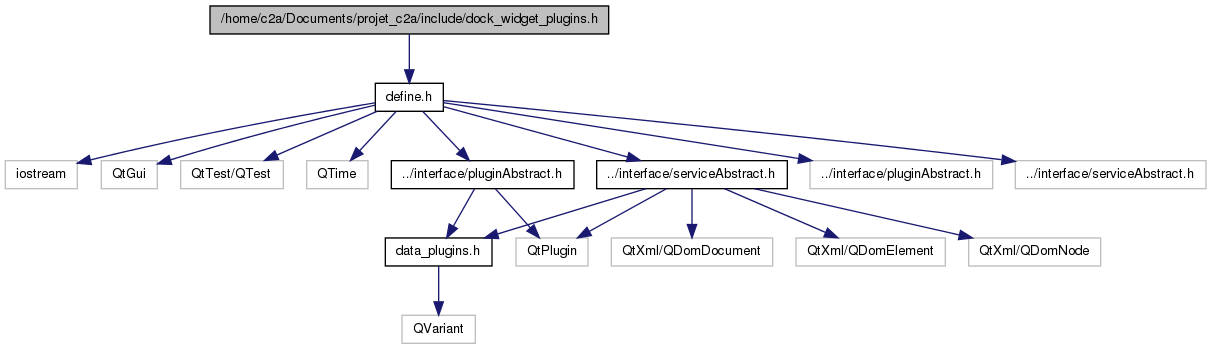 /home/c2a/Documents/projet_c2a/include/dock_widget_plugins.h
define.h
iostream
QtGui
QtTest/QTest
QTime
../interface/pluginAbstract.h
../interface/serviceAbstract.h
../interface/pluginAbstract.h
../interface/serviceAbstract.h
data_plugins.h
QtPlugin
QtXml/QDomDocument
QtXml/QDomElement
QtXml/QDomNode
QVariant